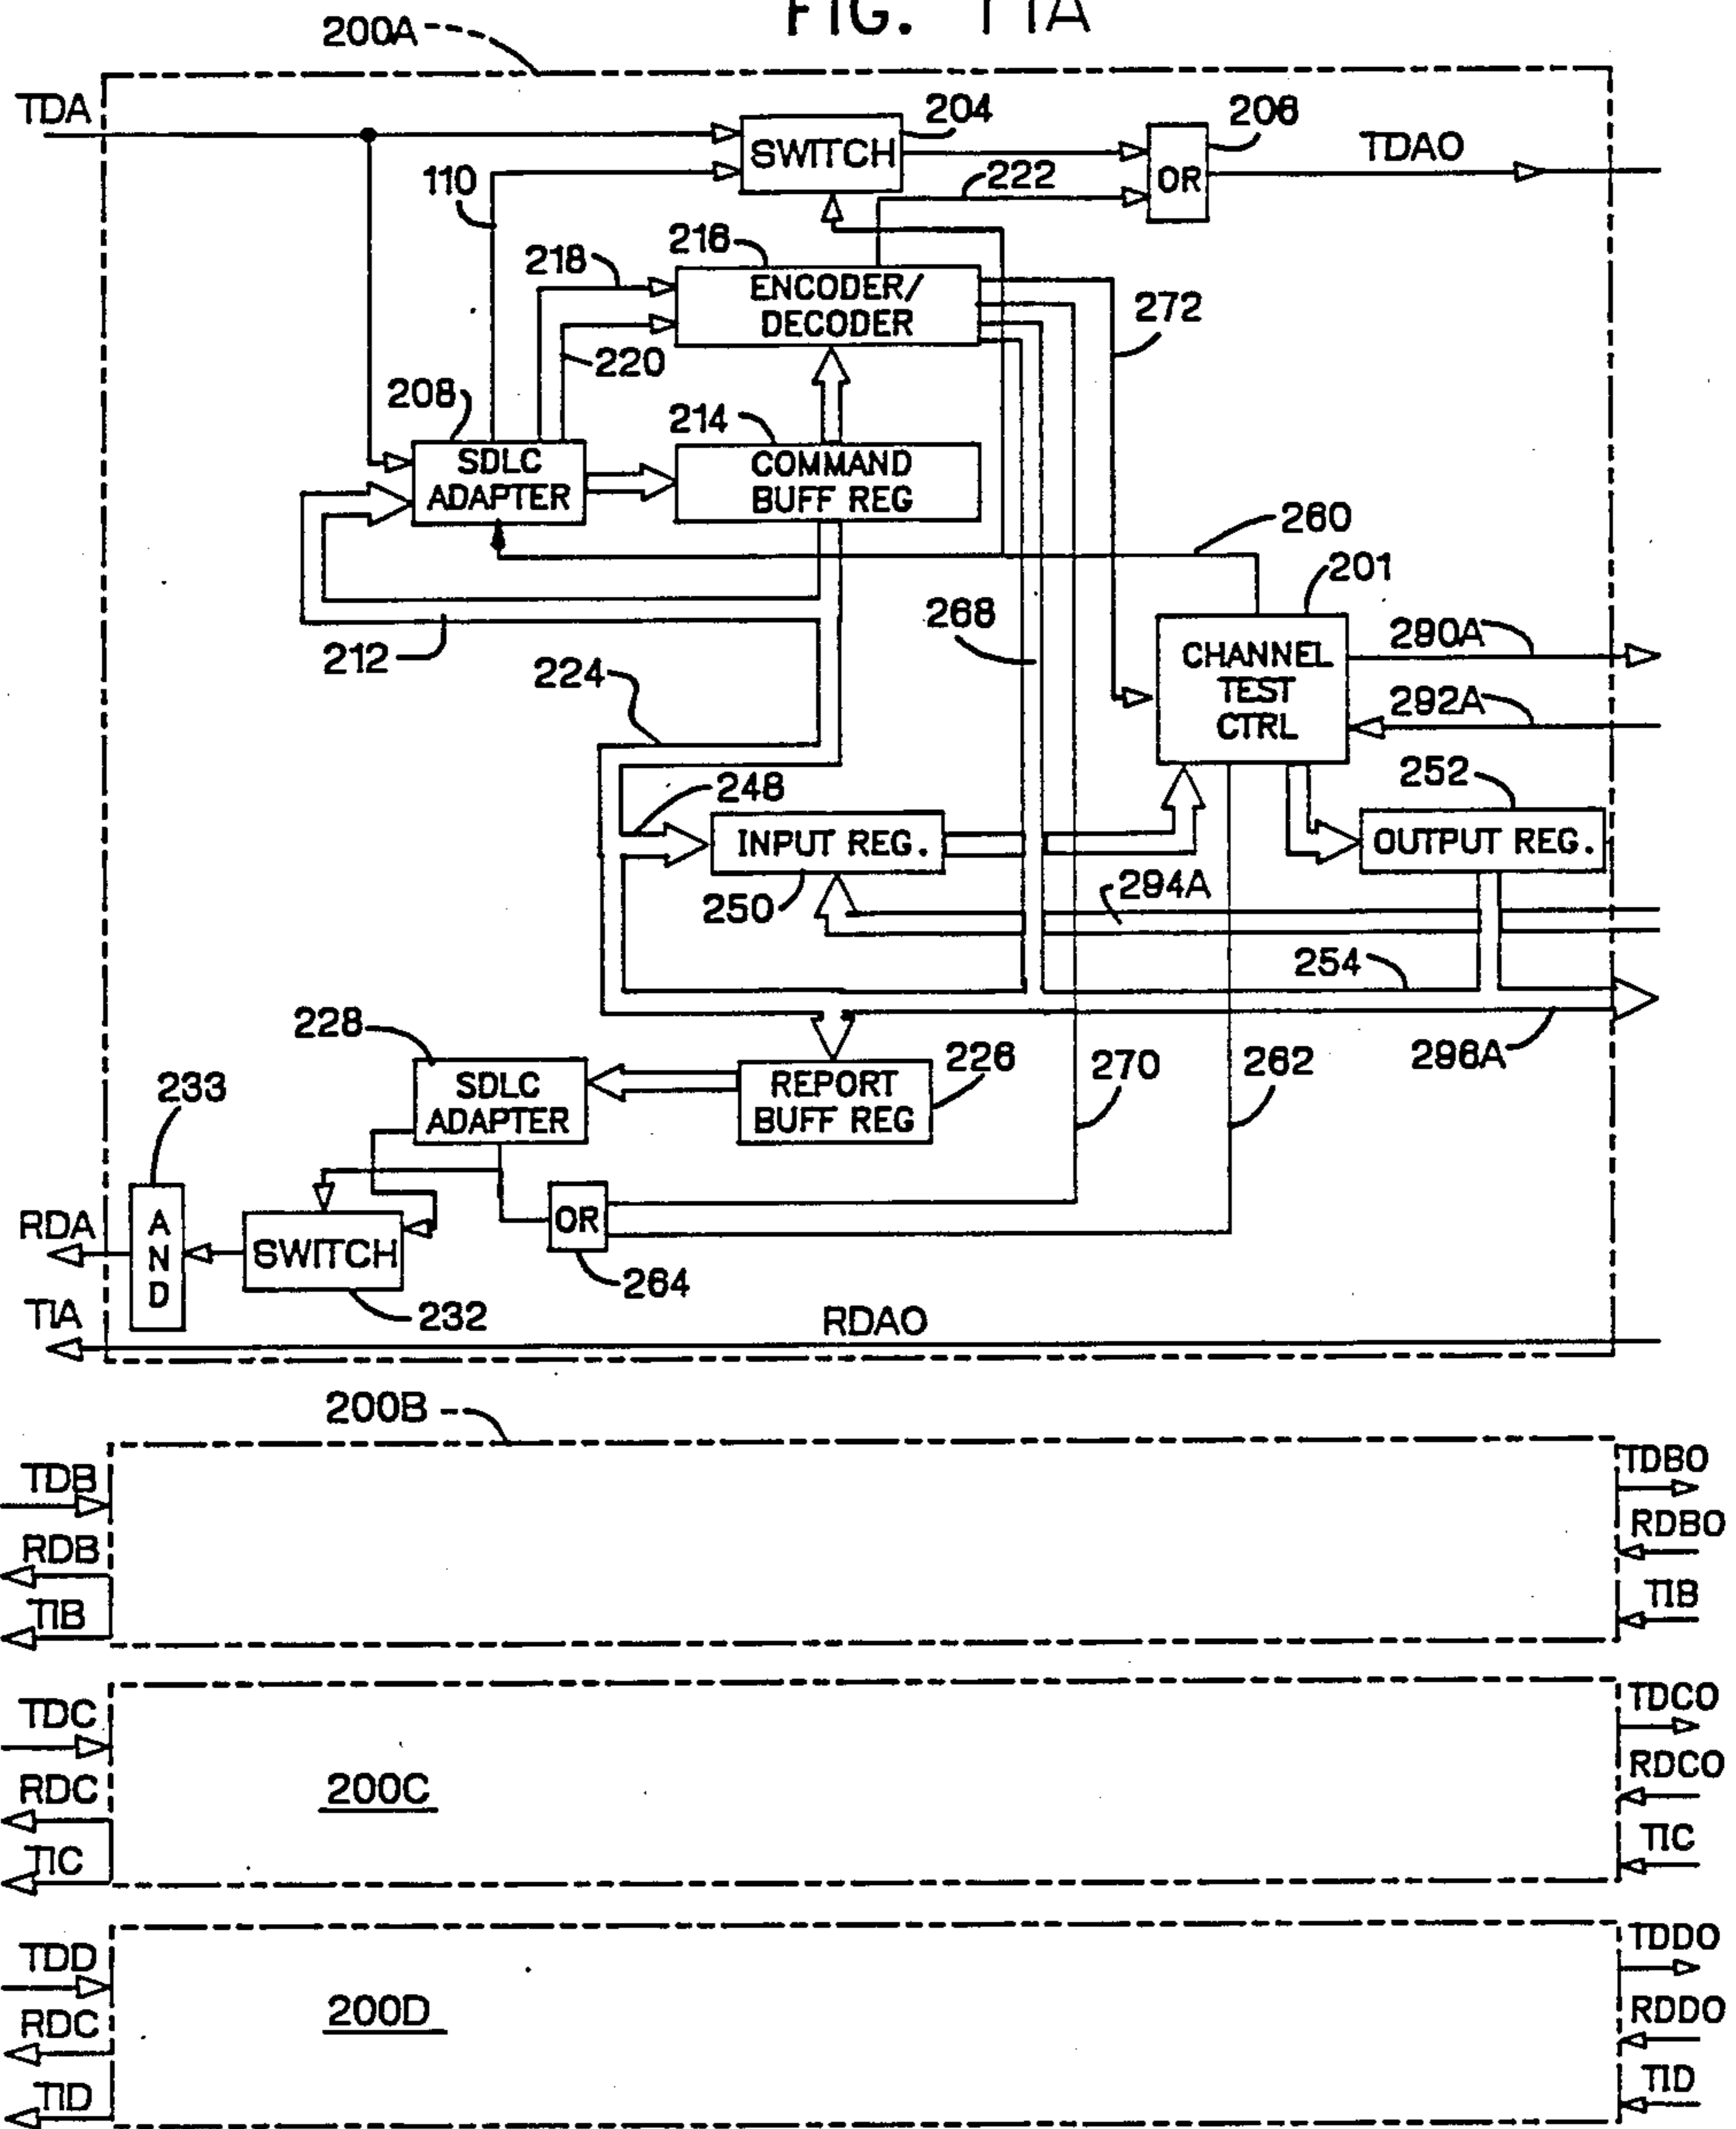 FIG. 11A
200A
TDA
204
206
SWITCH
OR
TDAO
110
222
218
216
ENCODER/
DECODER
272
220
208
214
SDLC
ADAPTER
COMMAND
BUFF REG
260
201
212
268
290A
CHANNEL
TEST
CTRL
224
292A
248
252
INPUT REG.
OUTPUT REG.
250
294A
254
228
296A
SDLC
ADAPTER
REPORT
BUFF REG
226
270
262
233
AND
RDA
SWITCH
OR
264
TIA
232
RDAO
200B
TDB
TDBO
RDB
RDBO
TIB
TIB
TDC
TDCO
RDC
200C
RDCO
TIC
TIC
TDD
TDDO
RDC
200D
RDDO
TID
TID